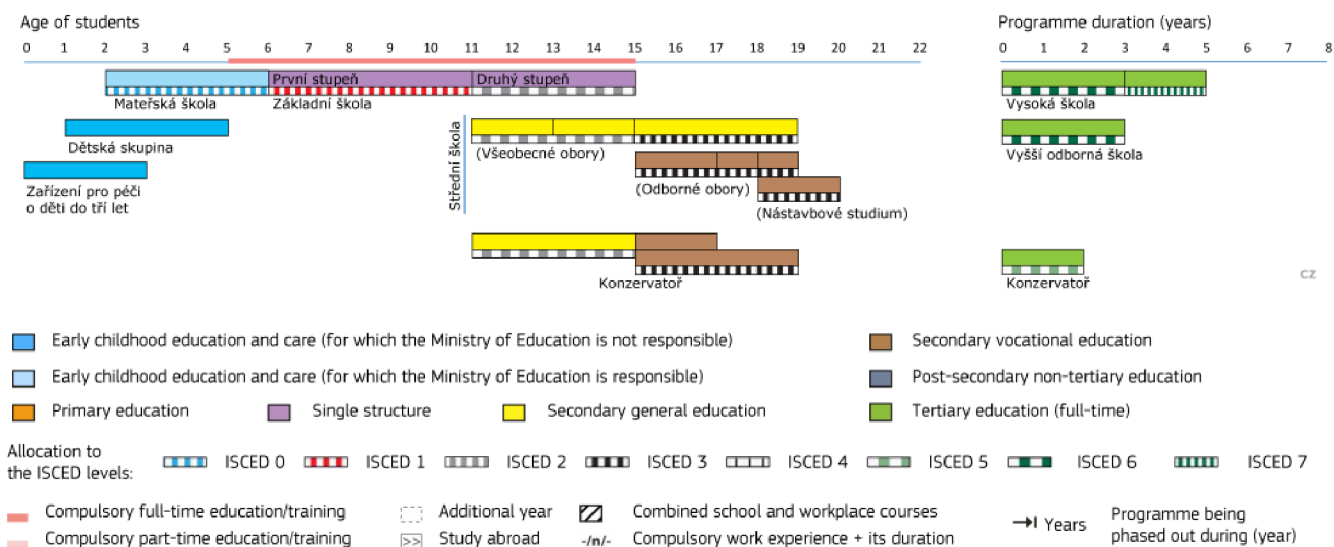 Age of students
Programme duration (years)
0 1 2 3 4 5 6 7 8 9 10 11 12 13 14 15 16 17 18 19 20 21 22
0 1 2 3 4 5 6 7 8
První stupeň
Druhý stupeň
Mateřská škola
Základní škola
Vysoká škola
Dětská skupina
Střední škola
(Všeobecné obory)
Vyšší odborná škola
Zařízení pro péči
o děti do tří let
(Odborné obory)
(Nástavbové studium)
Konzervatoř
Konzervatoř
CZ
Early childhood education and care (for which the Ministry of Education is not responsible)
Secondary vocational education
Early childhood education and care (for which the Ministry of Education is responsible)
Post-secondary non-tertiary education
Primary education
Single structure
Secondary general education
Tertiary education (full-time)
Allocation to
the ISCED levels:
ISCED 0
ISCED 1
ISCED 2
ISCED 3
ISCED 4
ISCED 5
ISCED 6
ISCED 7
Compulsory full-time education/training
Additional year
Combined school and workplace courses
Years
Programme being
phased out during (year)
Compulsory part-time education/training
>> Study abroad
-/n/- Compulsory work experience + its duration